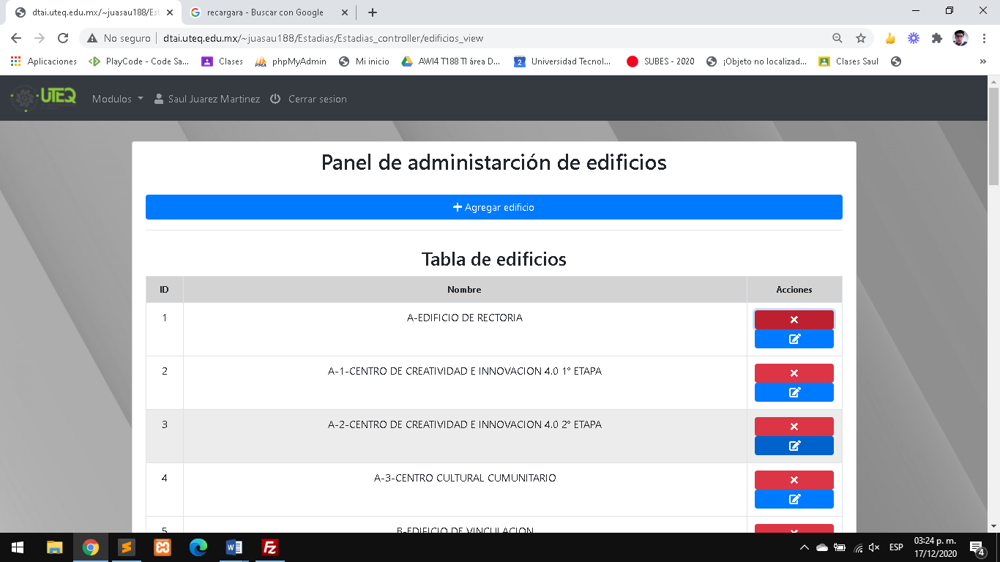 dtai.uteq.edu.mx/~juasau188/Est
recargara - Buscar con Google
No seguro
dtai.uteq.edu.mx/~juasau188/Estadias/Estadias_controller/edificios_view
Aplicaciones
PlayCode - Code Sa...
Clases
phpMyAdmin
Mi inicio
AWI4 T188 TI área D...
Universidad Tecnol...
SUBES - 2020
¡Objeto no localizad...
Clases Saul
UTEQ
Modulos
Saul Juarez Martinez
Cerrar sesion
Panel de administarción de edificios
Agregar edificio
Tabla de edificios
ID Nombre Acciones
1 A-EDIFICIO DE RECTORIA
2 A-1-CENTRO DE CREATIVIDAD E INNOVACION 4.0 1° ETAPA
3 A-2-CENTRO DE CREATIVIDAD E INNOVACION 4.0 2° ETAPA
4 A-3-CENTRO CULTURAL CUMUNITARIO
5 B-EDIFICIO DE VINCULACION
ESP
03:24 p. m.
17/12/2020
4